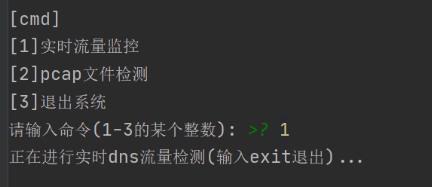 [cmd]
[1]实时流量监控
[2]pcap文件检测
[3]退出系统
请输入命令(1-3的某个整数): >? 1
正在进行实时dns流量检测(输入exit退出)...